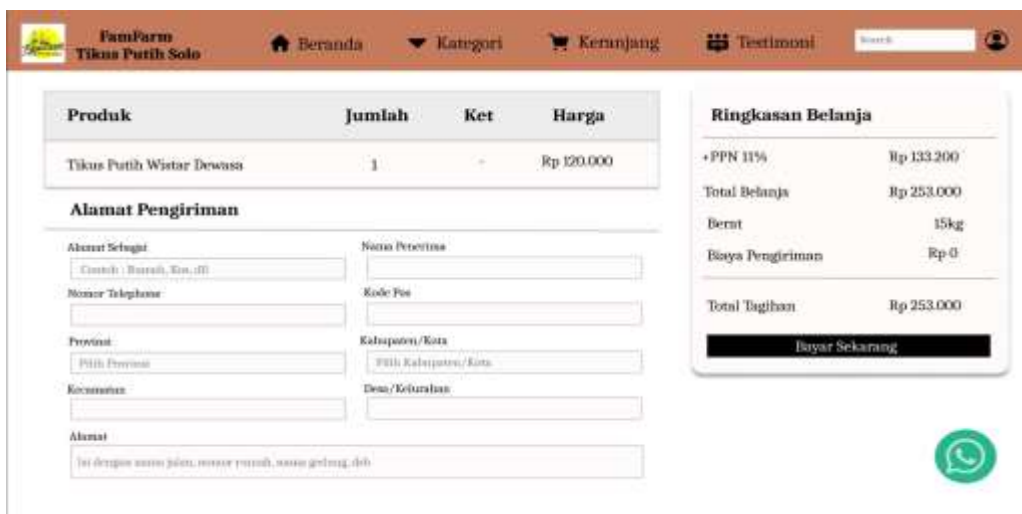 FamFarm
Tikus Putih Solo
Beranda
Kategori
Keranjang
Testimoni
Search
Produk Jumlah Ket Harga
Tikus Putih Wistar Dewasa 1 - Rp 120.000
Alamat Pengiriman
Alamat Sebagai
Contoh : Rumah, Kos, dll
Nama Penerima
Nomor Telephone
Kode Pos
Provinsi
Pilih Provinsi
Kabupaten/Kota
Pilih Kabupaten/Kota
Kecamatan
Desa/Kelurahan
Alamat
Isi dengan nama jalan, nomor rumah, nama gedung, dsb
Ringkasan Belanja
+PPN 11% Rp 133.200
Total Belanja Rp 253.000
Berat 15kg
Biaya Pengiriman Rp 0
Total Tagihan Rp 253.000
Bayar Sekarang